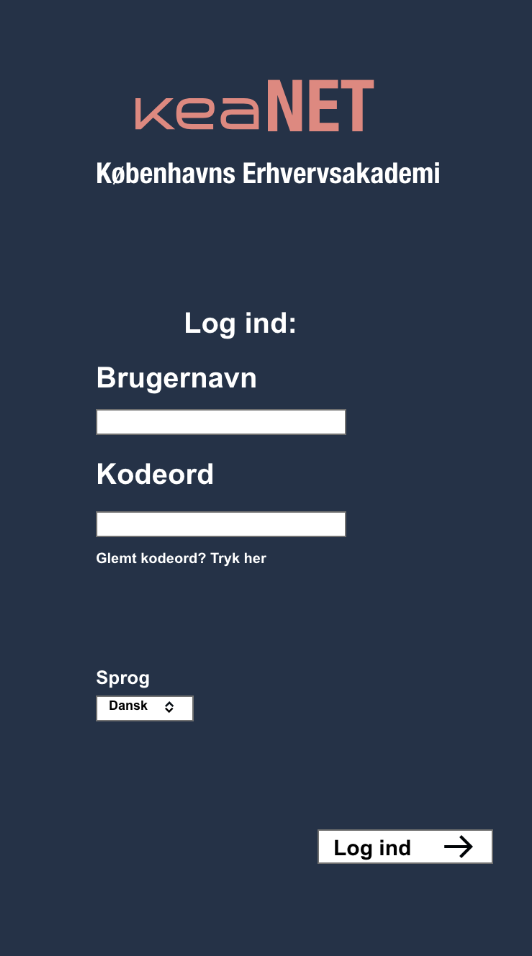 keaNET
Københavns Erhvervsakademi
Log ind:
Brugernavn
Kodeord
Glemt kodeord? Tryk her
Sprog
Dansk
Log ind